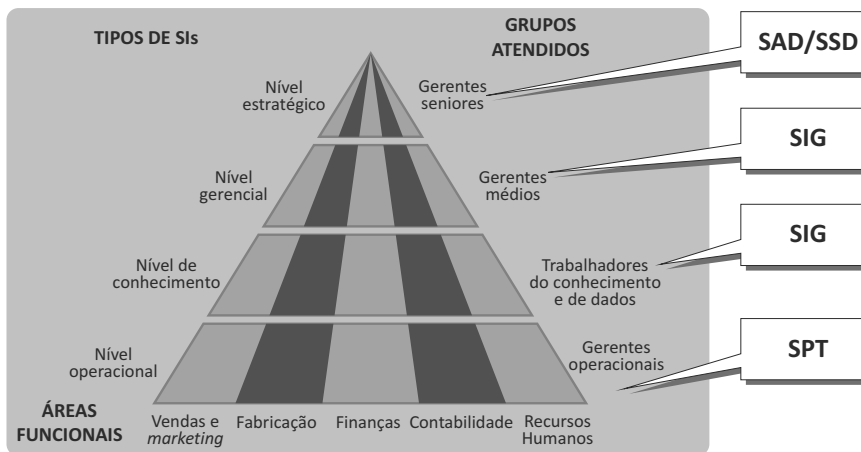 TIPOS DE SIs
GRUPOS
ATENDIDOS
SAD/SSD
Nível
estratégico
Gerentes
seniores
SIG
Nível
gerencial
Gerentes
médios
SIG
Nível de
conhecimento
Trabalhadores
do conhecimento
e de dados
SPT
Nível
operacional
Gerentes
operacionais
ÁREAS
FUNCIONAIS
Vendas e
marketing
Fabricação
Finanças
Contabilidade
Recursos
Humanos